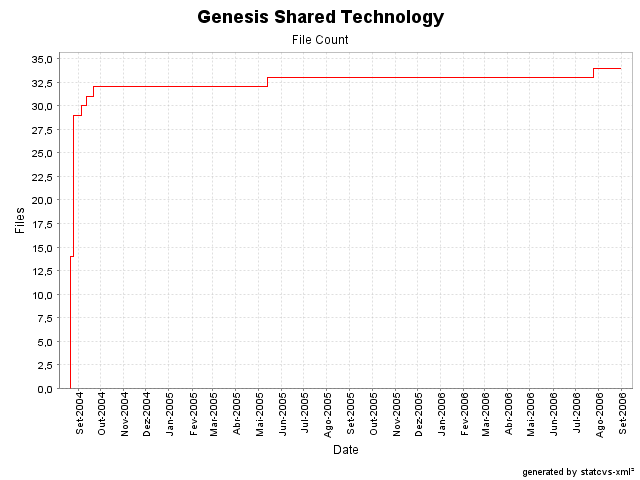 Genesis Shared Technology
File Count
35,0
32,5
30,0
27,5
25,0
22,5
20,0
17,5
15,0
12,5
10,0
7,5
5,0
2,5
0,0
Files
Set-2004
Out-2004
Nov-2004
Dez-2004
Jan-2005
Fev-2005
Mar-2005
Abr-2005
Mai-2005
Jun-2005
Jul-2005
Ago-2005
Set-2005
Out-2005
Nov-2005
Dez-2005
Jan-2006
Fev-2006
Mar-2006
Abr-2006
Mai-2006
Jun-2006
Jul-2006
Ago-2006
Set-2006
Date
generated by statcvs-xml²